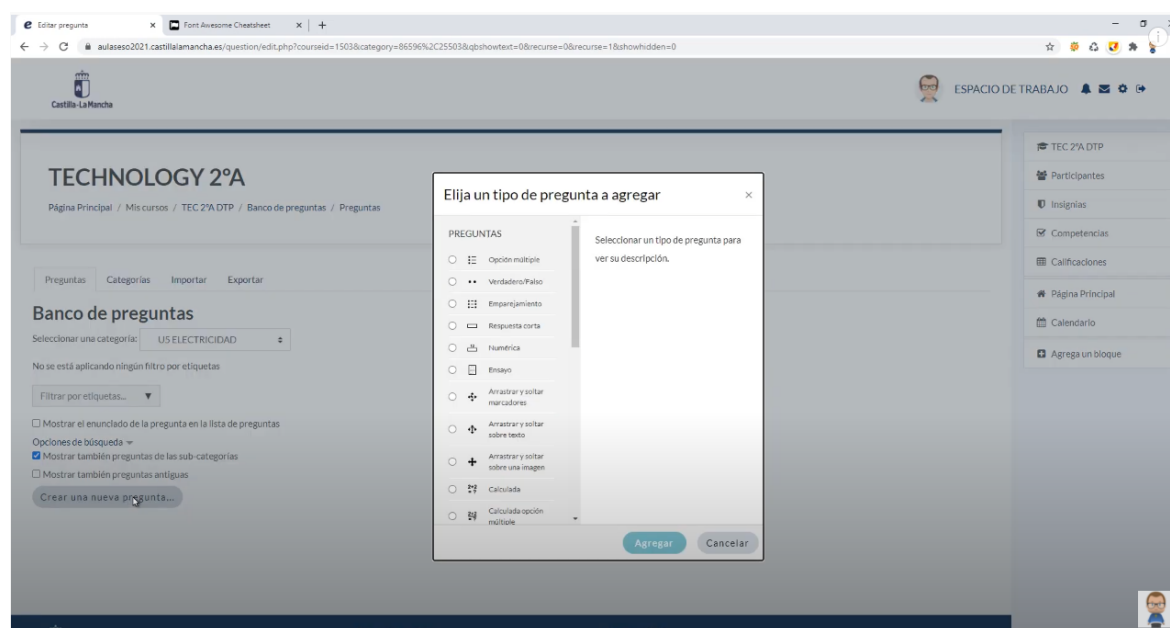 Editar pregunta
Font Awesome Cheatsheet
aulaseso2021.castillalamancha.es/question/edit.php?courseid=1503&category=86596%2C25503&qbshowtext=0&recurse=0&recurse=1&showhidden=0
Castilla-La Mancha
ESPACIO DE TRABAJO
TECHNOLOGY 2ºA
Página Principal / Mis cursos / TEC 2ªA DTP / Banco de preguntas / Preguntas
Preguntas Categorías Importar Exportar
Banco de preguntas
Seleccionar una categoría: U5 ELECTRICIDAD
No se está aplicando ningún filtro por etiquetas
Filtrar por etiquetas... ▼
Mostrar el enunciado de la pregunta en la lista de preguntas
Opciones de búsqueda
Mostrar también preguntas de las sub-categorías
Mostrar también preguntas antiguas
Crear una nueva pregunta...
Elija un tipo de pregunta a agregar ×
PREGUNTAS
Opción múltiple
Verdadero/Falso
Emparejamiento
Respuesta corta
Numérica
Ensayo
Arrastrar y soltar
marcadores
Arrastrar y soltar
sobre texto
Arrastrar y soltar
sobre una imagen
Calculada
Calculada opción
múltiple
Seleccionar un tipo de pregunta para
ver su descripción.
Agregar Cancelar
TEC 2ªA DTP
Participantes
Insignias
Competencias
Calificaciones
Página Principal
Calendario
Agrega un bloque